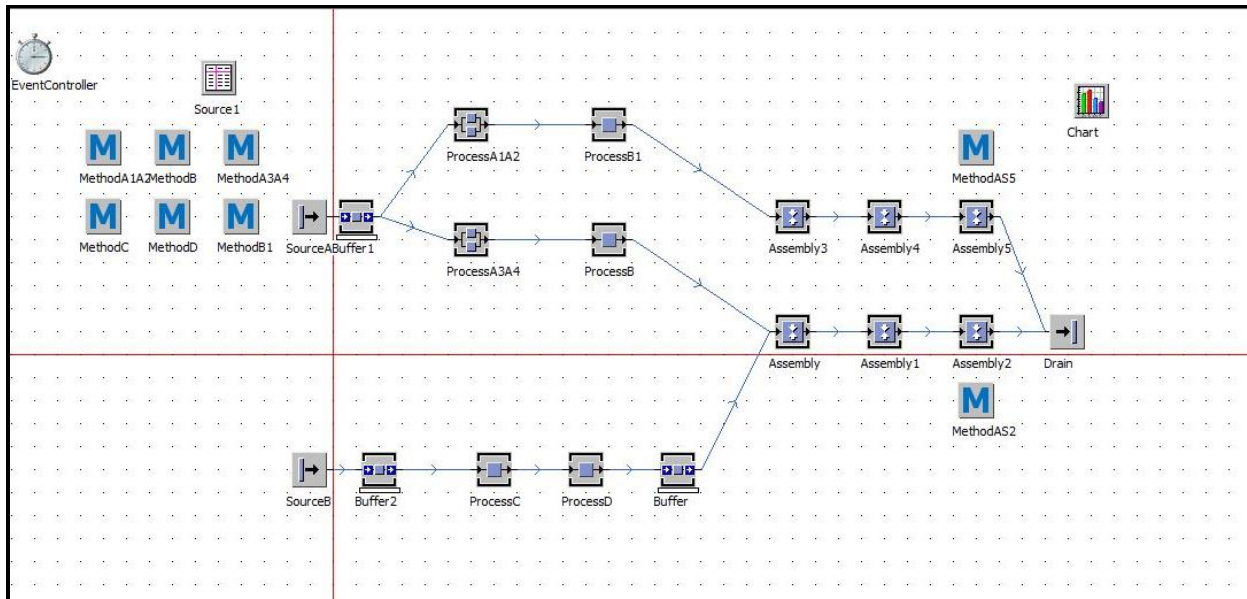 EventController
Source1
Chart
MethodA1A2
MethodB
MethodA3A4
ProcessA1A2
ProcessB1
MethodAS5
MethodC
MethodD
MethodB1
SourceA
Buffer1
ProcessA3A4
ProcessB
Assembly3
Assembly4
Assembly5
Assembly
Assembly1
Assembly2
Drain
MethodAS2
SourceB
Buffer2
ProcessC
ProcessD
Buffer